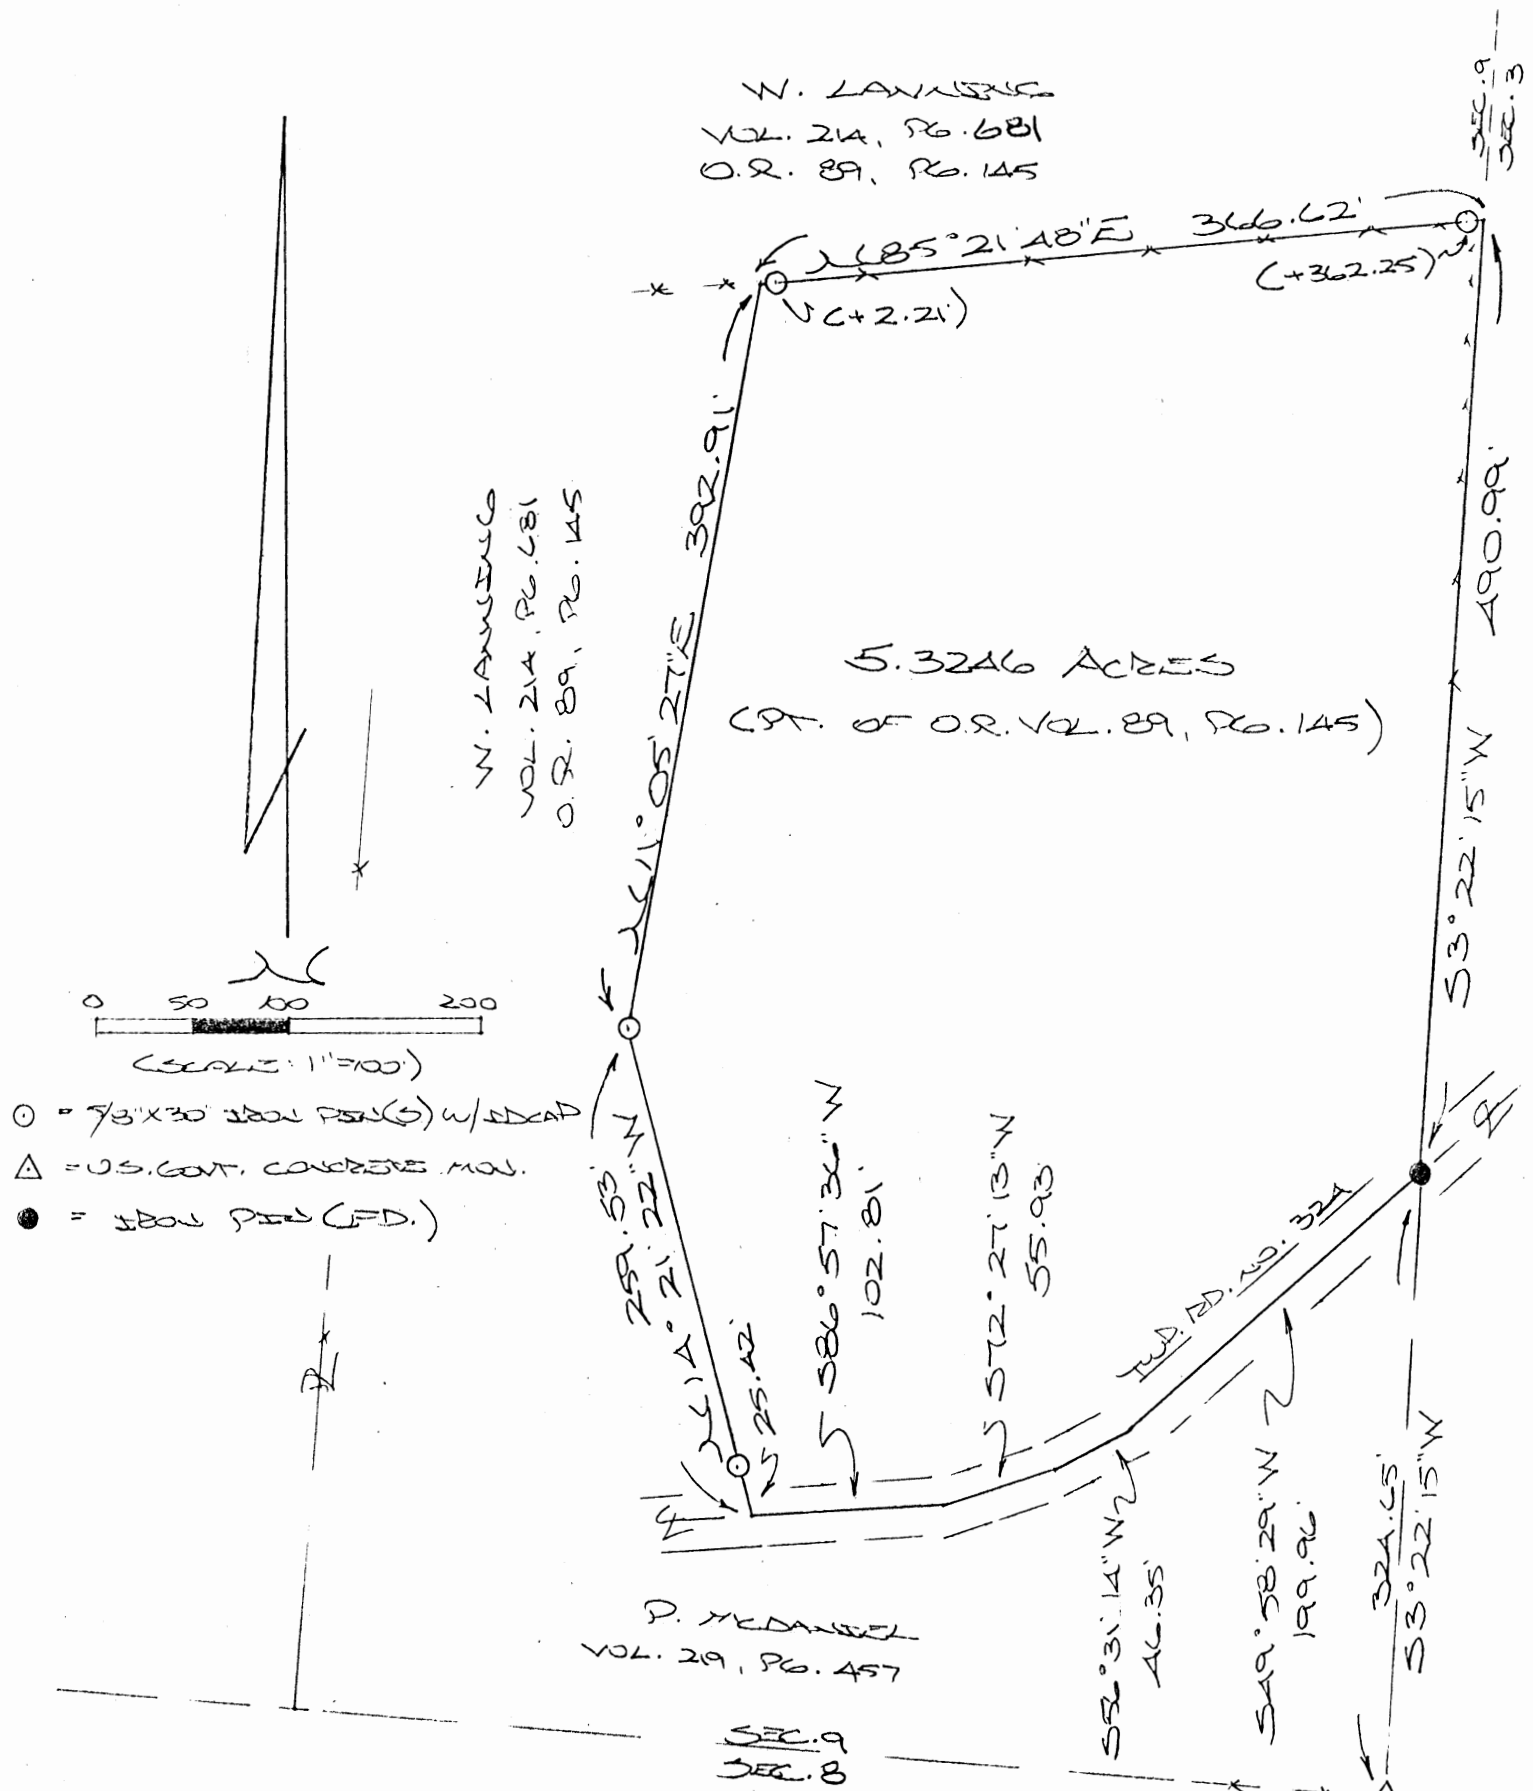 SEC. 9
SEC. 3
W. LANNING
VOL. 214, PG. 681
O.R. 89, PG. 145
N 85° 21' 48" E 366.62'
(+362.25)
(+2.21')
N 11° 05' 27" E 392.91'
W. LANNING
VOL. 214, PG. 681
O.R. 89, PG. 145
490.99'
S 3° 22' 15" W
5.3246 ACRES
(PT. OF O.R. VOL. 89, PG. 145)
N
0 50 100 200
(SCALE: 1"=100')
= 5/8"X30" IRON PIN(S) W/IDCAP
= U.S. GOVT. CONCRETE MON.
= IRON PIN (FD.)
259.53'
N 14° 21' 22" W
25.42'
S 86° 57' 36" W
102.81'
S 72° 27' 13" W
55.93'
TWP. RD. NO. 324
S 56° 31' 14" W
46.35'
S 49° 58' 29" W
199.96'
324.65'
S 3° 22' 15" W
P. MCDANIEL
VOL. 219, PG. 457
SEC. 9
SEC. 8